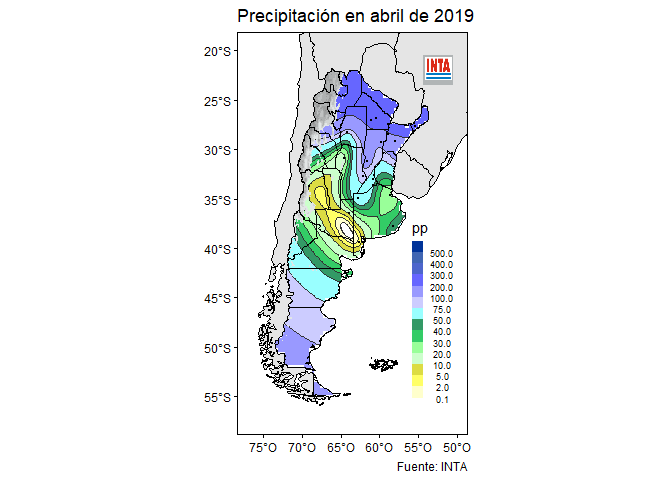 Precipitación en abril de 2019
INTA
20°S
25°S
30°S
35°S
40°S
45°S
50°S
55°S
pp
500.0
400.0
300.0
200.0
100.0
75.0
50.0
40.0
30.0
20.0
10.0
5.0
2.0
0.1
75°O
70°O
65°O
60°O
55°O
50°O
Fuente: INTA